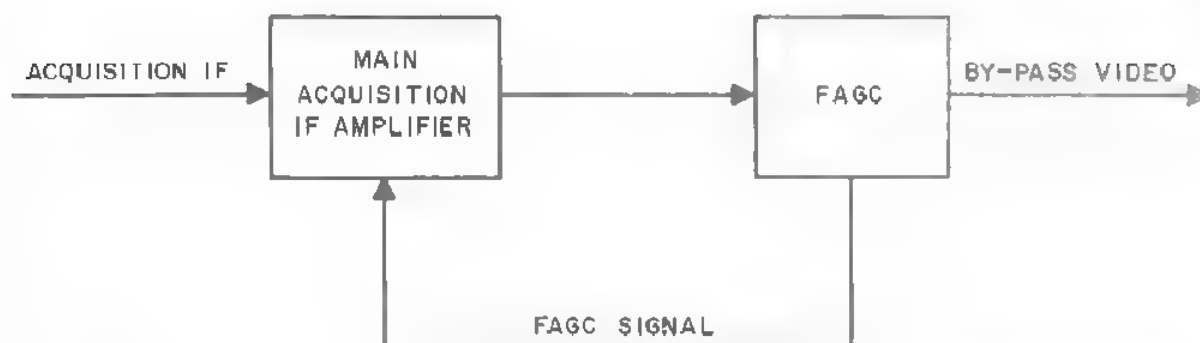 ACQUISITION IF
MAIN
ACQUISITION
IF AMPLIFIER
FAGC
BY-PASS VIDEO
FAGC SIGNAL